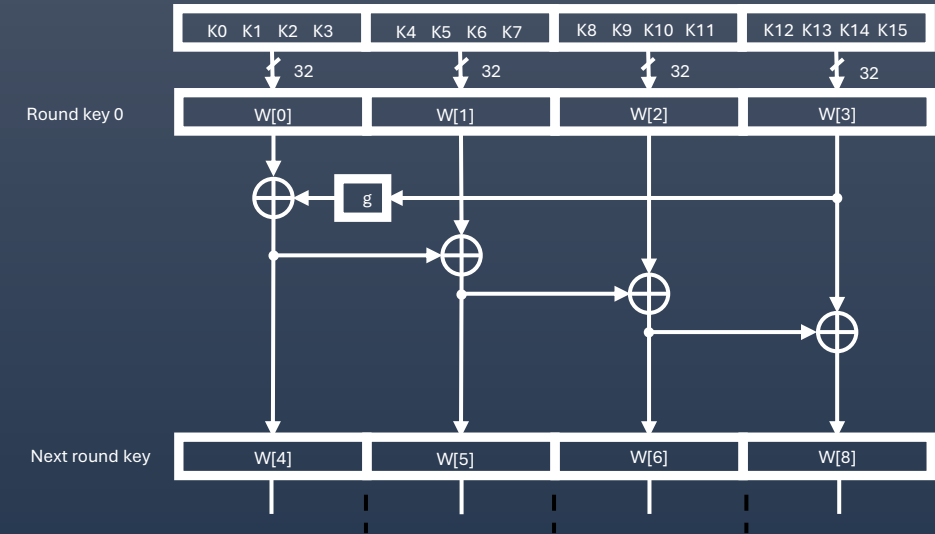 K0 K1 K2 K3 K4 K5 K6 K7 K8 K9 K10 K11 K12 K13 K14 K15
32 32 32 32
Round key 0 W[0] W[1] W[2] W[3]
g
Next round key W[4] W[5] W[6] W[8]